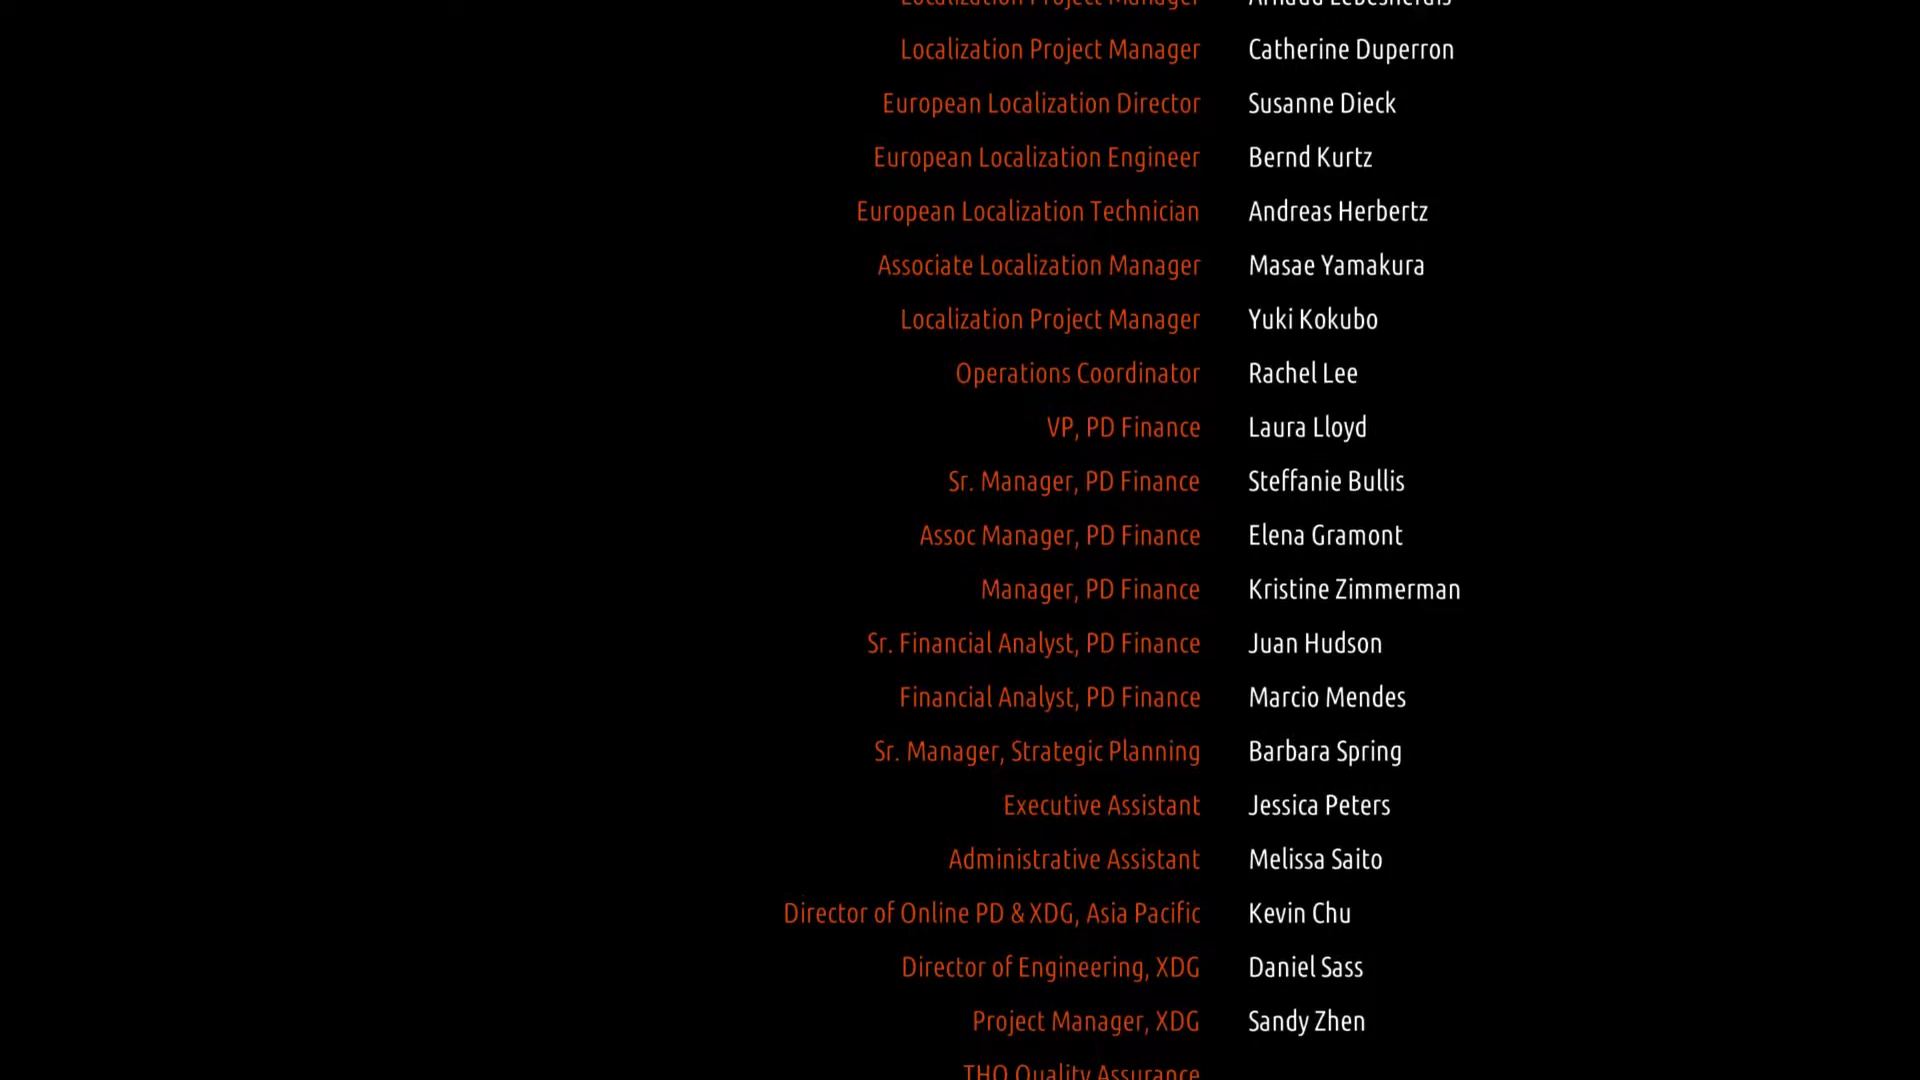 Localization Project Manager
Localization Project Manager Catherine Duperron
European Localization Director Susanne Dieck
European Localization Engineer Bernd Kurtz
European Localization Technician Andreas Herbertz
Associate Localization Manager Masae Yamakura
Localization Project Manager Yuki Kokubo
Operations Coordinator Rachel Lee
VP, PD Finance Laura Lloyd
Sr. Manager, PD Finance Steffanie Bullis
Assoc Manager, PD Finance Elena Gramont
Manager, PD Finance Kristine Zimmerman
Sr. Financial Analyst, PD Finance Juan Hudson
Financial Analyst, PD Finance Marcio Mendes
Sr. Manager, Strategic Planning Barbara Spring
Executive Assistant Jessica Peters
Administrative Assistant Melissa Saito
Director of Online PD & XDG, Asia Pacific Kevin Chu
Director of Engineering, XDG Daniel Sass
Project Manager, XDG Sandy Zhen
THQ Quality Assurance